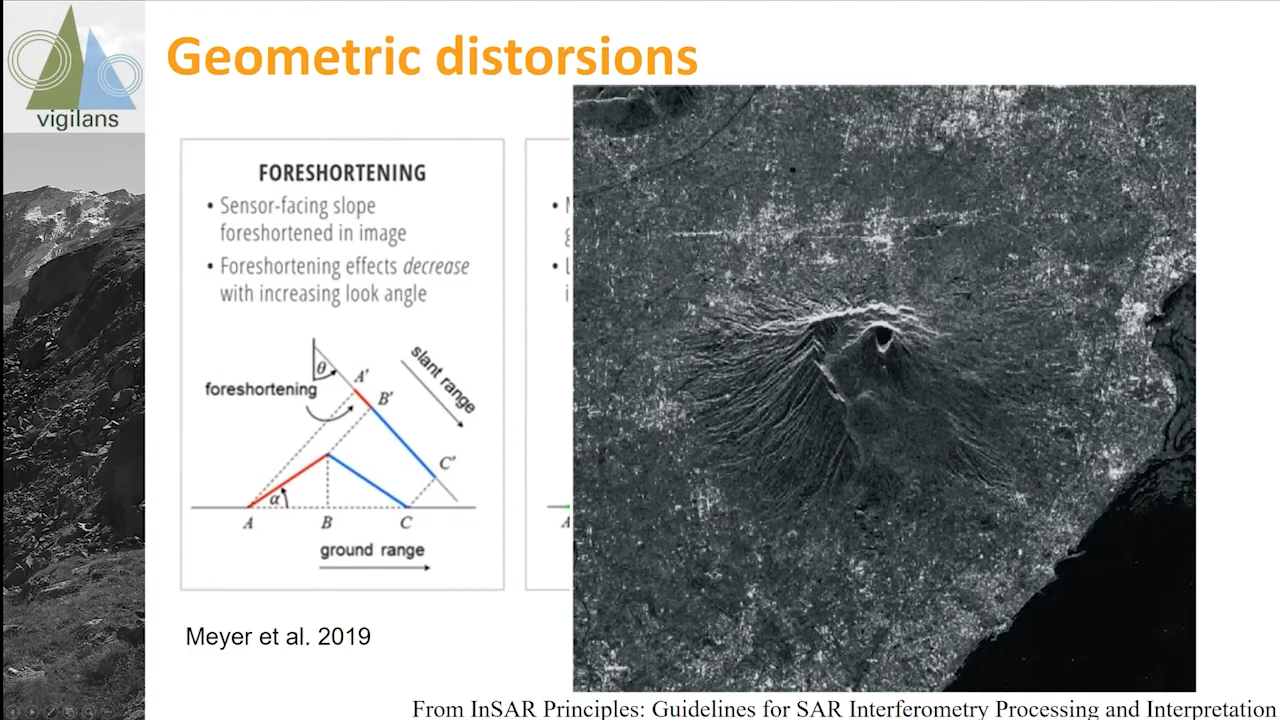 vigilans
Geometric distorsions
FORESHORTENING
• Sensor-facing slope
foreshortened in image
• Foreshortening effects decrease
with increasing look angle
θ
foreshortening
A'
B'
slant range
C'
α
A
B
C
ground range
A
Meyer et al. 2019
From InSAR Principles: Guidelines for SAR Interferometry Processing and Interpretation